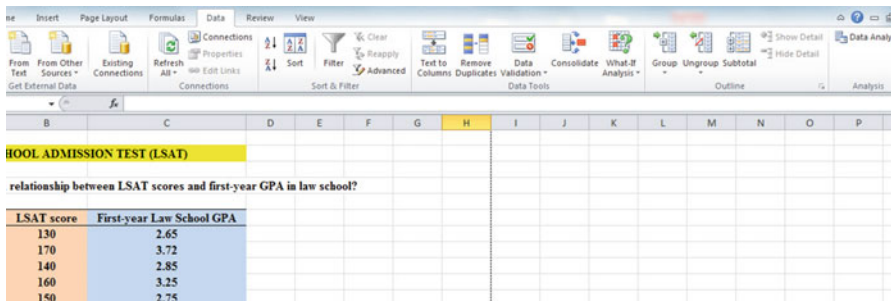 Insert Page Layout Formulas Data Review View
Connections Clear Show Detail Data Analy
Properties Reapply Hide Detail
From Text From Other Sources Existing Connections Refresh All Edit Links Sort Filter Advanced Text to Columns Remove Duplicates Data Validation Consolidate What-If Analysis Group Ungroup Subtotal
Get External Data Connections Sort & Filter Data Tools Outline Analysis
fx
B C D E F G H I J K L M N O P
HOOL ADMISSION TEST (LSAT)
relationship between LSAT scores and first-year GPA in law school?
LSAT score First-year Law School GPA
130 2.65
170 3.72
140 2.85
160 3.25
150 2.75